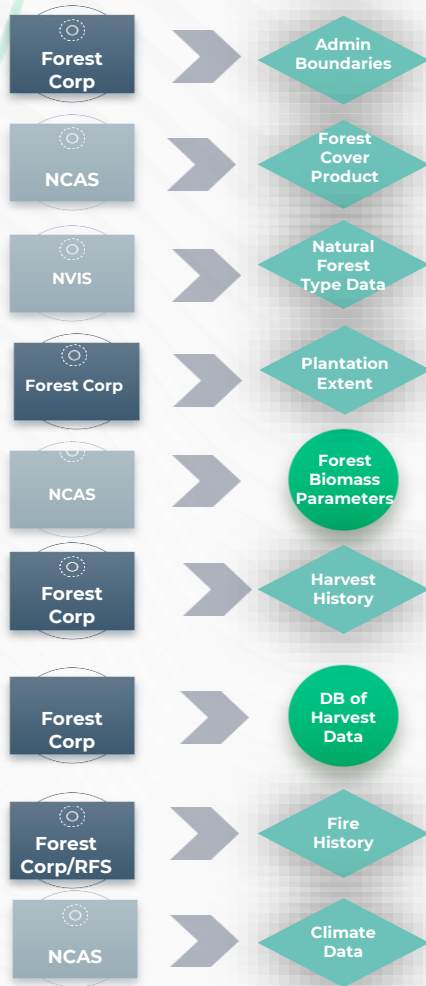 Forest
Corp
Admin
Boundaries
NCAS
Forest
Cover
Product
NVIS
Natural
Forest
Type Data
Forest Corp
Plantation
Extent
NCAS
Forest
Biomass
Parameters
Forest
Corp
Harvest
History
Forest
Corp
DB of
Harvest
Data
Forest
Corp/RFS
Fire
History
NCAS
Climate
Data